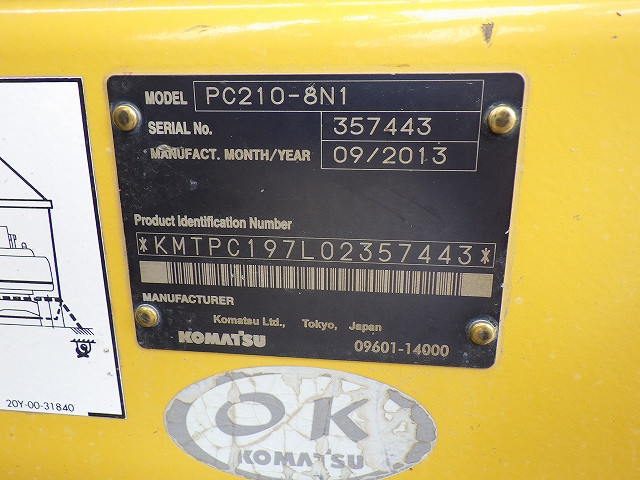 MODEL PC210-8N1
SERIAL No. 357443
MANUFACT. MONTH/YEAR 09/2013
Product Identification Number
*KMTPC197L02357443*
MANUFACTURER
Komatsu Ltd., Tokyo, Japan
KOMATSU 09601-14000
20Y-00-31840
OK
KOMATSU